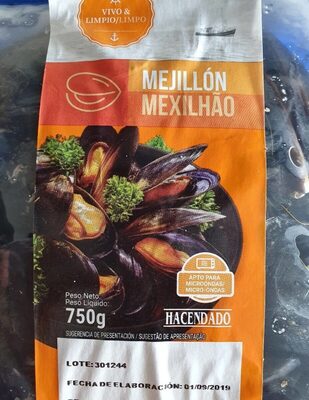 VIVO &
LIMPIO/LIMPO
MEJILLÓN
MEXILHÃO
Peso Neto
Peso Líquido:
750g
APTO PARA
MICROONDAS/
MICRO-ONDAS
HACENDADO
SUGERENCIA DE PRESENTACIÓN / SUGESTÃO DE APRESENTAÇÃO
LOTE: 301244
FECHA DE ELABORACIÓN: 01/09/2019